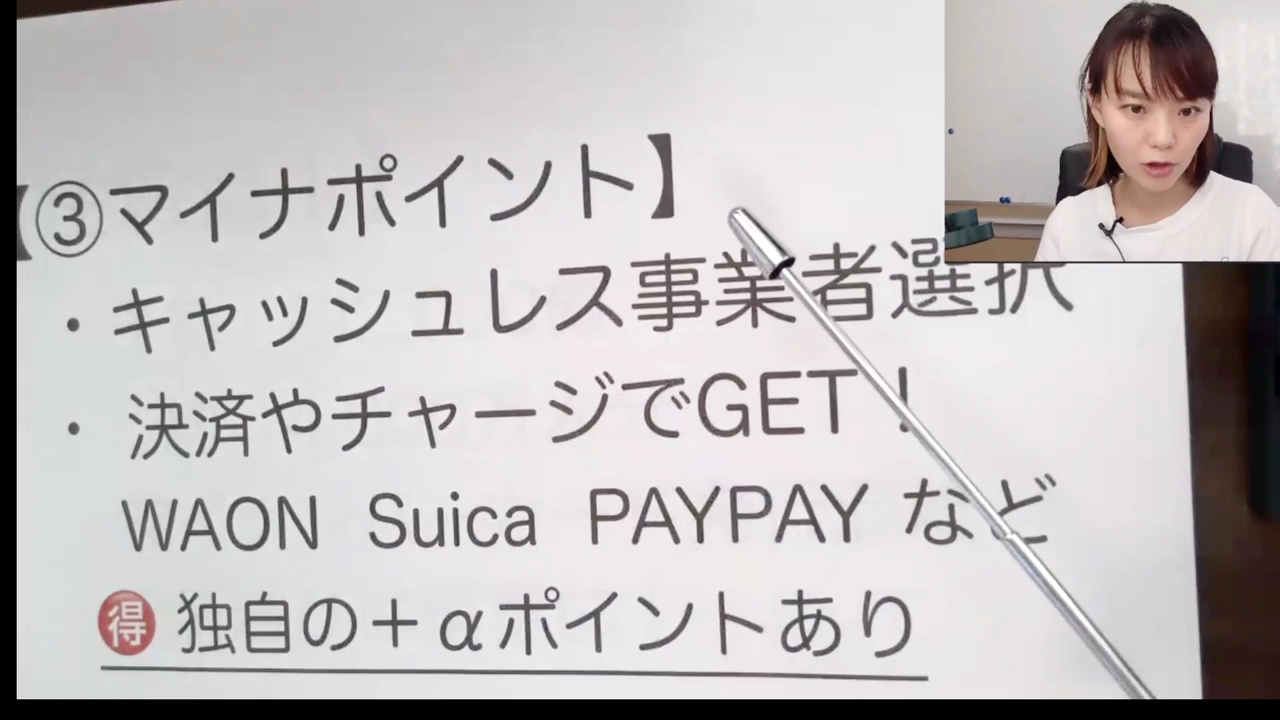 【③マイナポイント】
・キャッシュレス事業者選択
・決済やチャージでGET！
WAON Suica PAYPAY など
得 独自の＋αポイントあり